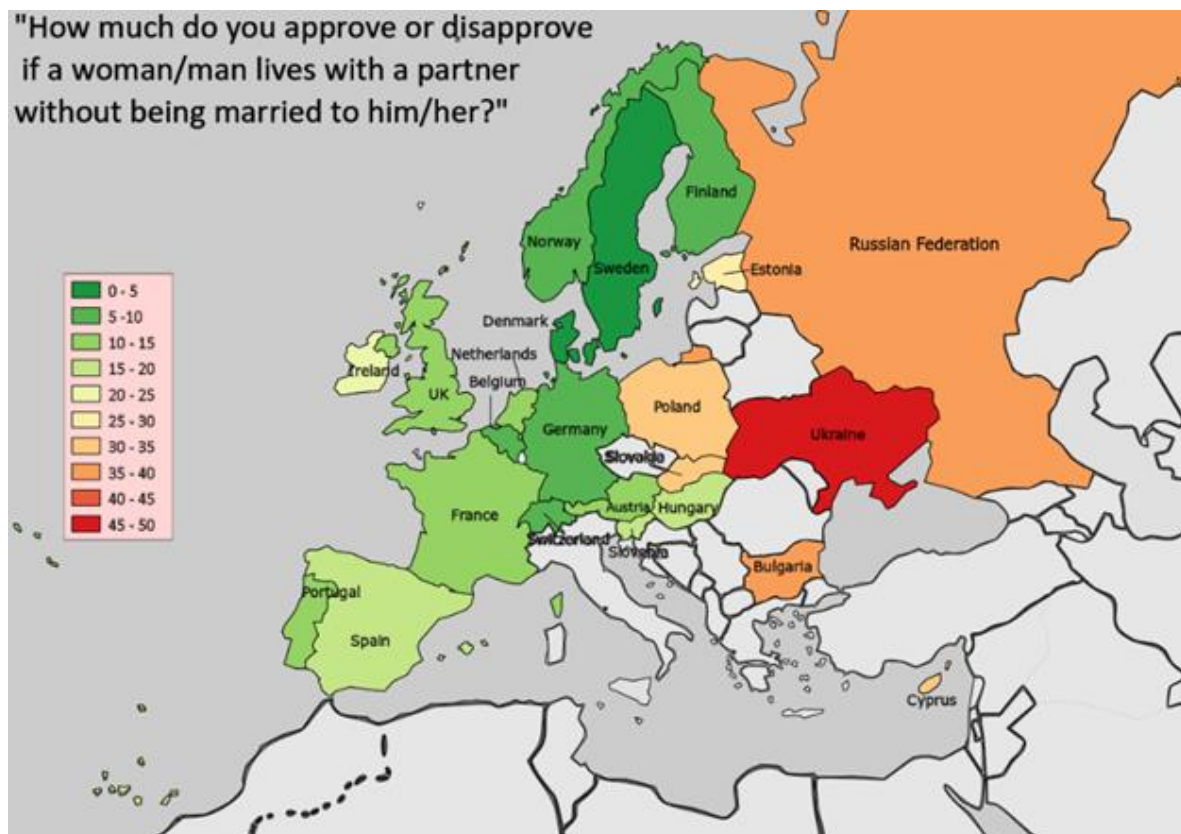 "How much do you approve or disapprove
if a woman/man lives with a partner
without being married to him/her?"
Finland
Norway
Sweden
Russian Federation
Estonia
0 - 5
5 -10
10 - 15
15 - 20
20 - 25
25 - 30
30 - 35
35 - 40
40 - 45
45 - 50
Denmark
Netherlands
Belgium
Ireland
UK
Germany
Poland
Ukraine
Slovakia
France
Austria
Hungary
Switzerland
Slovenia
Bulgaria
Portugal
Spain
Cyprus